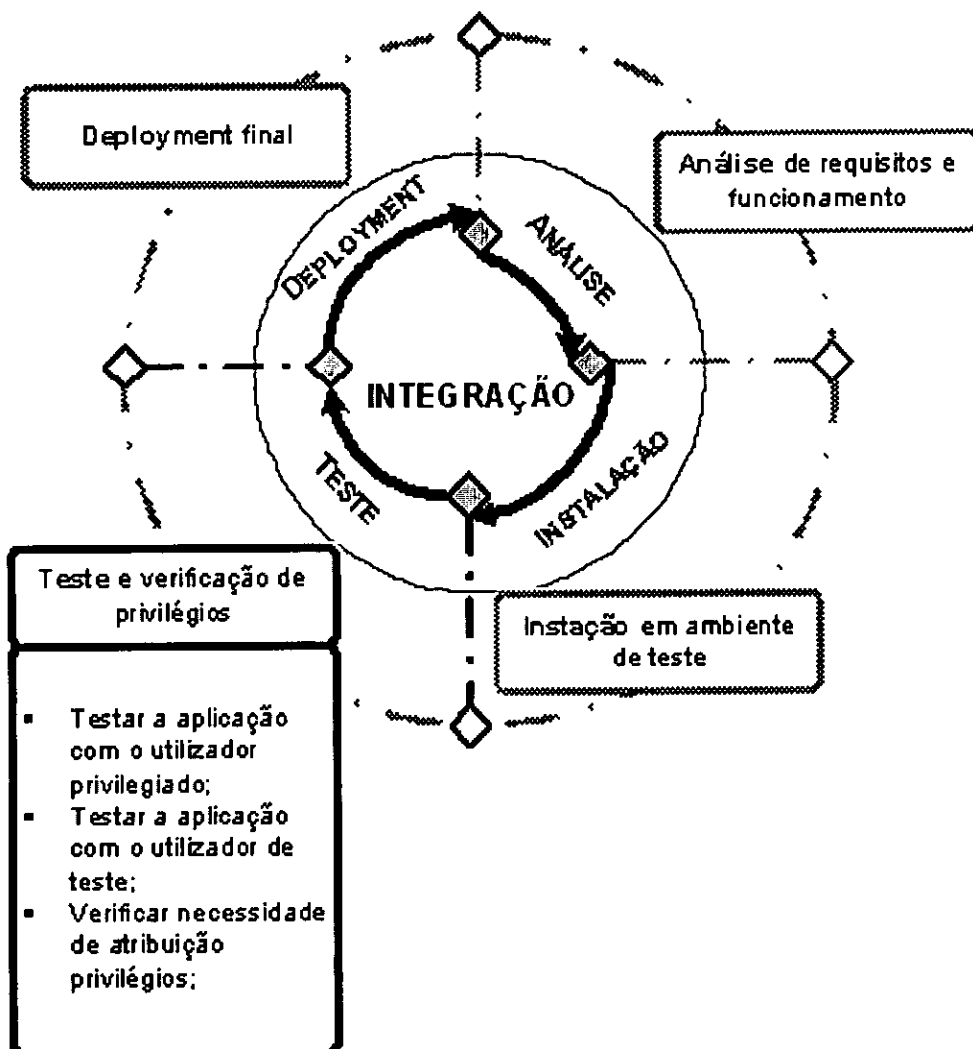 Deployment final
Análise de requisitos e
funcionamento
DEPLOYMENT
ANÁLISE
INTEGRAÇÃO
TESTE
INSTALAÇÃO
Teste e verificação de
privilégios
Instação em ambiente
de teste
▪ Testar a aplicação
com o utilizador
privilegiado;
▪ Testar a aplicação
com o utilizador de
teste;
▪ Verificar necessidade
de atribuição
privilégios;